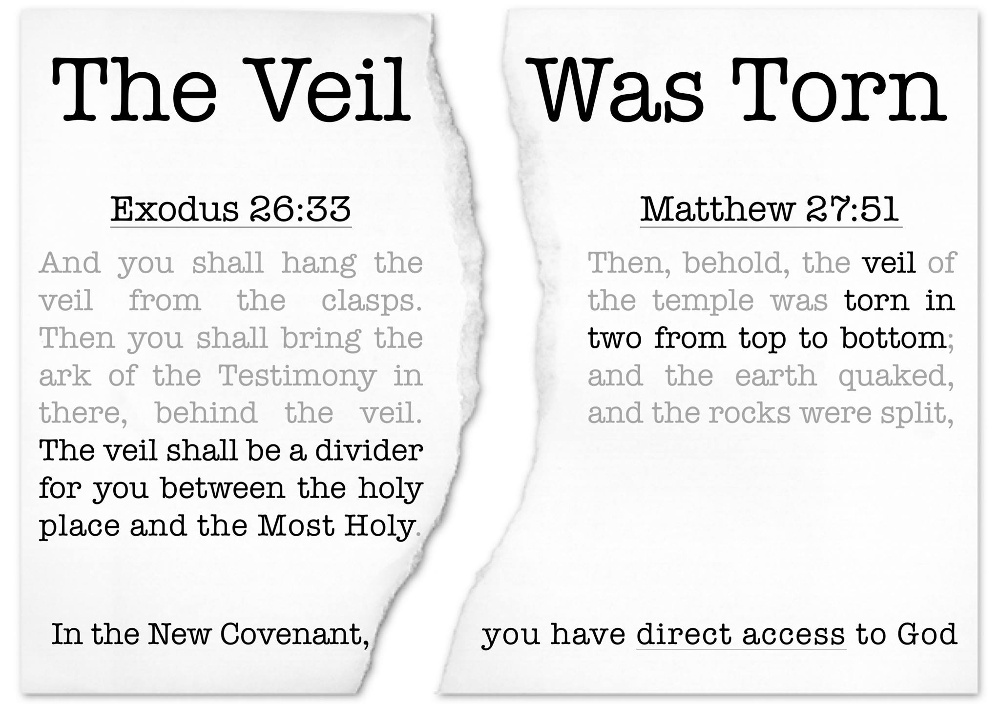 The Veil Was Torn
Exodus 26:33
And you shall hang the
veil from the clasps.
Then you shall bring the
ark of the Testimony in
there, behind the veil.
The veil shall be a divider
for you between the holy
place and the Most Holy.
Matthew 27:51
Then, behold, the veil of
the temple was torn in
two from top to bottom;
and the earth quaked,
and the rocks were split,
In the New Covenant, you have direct access to God